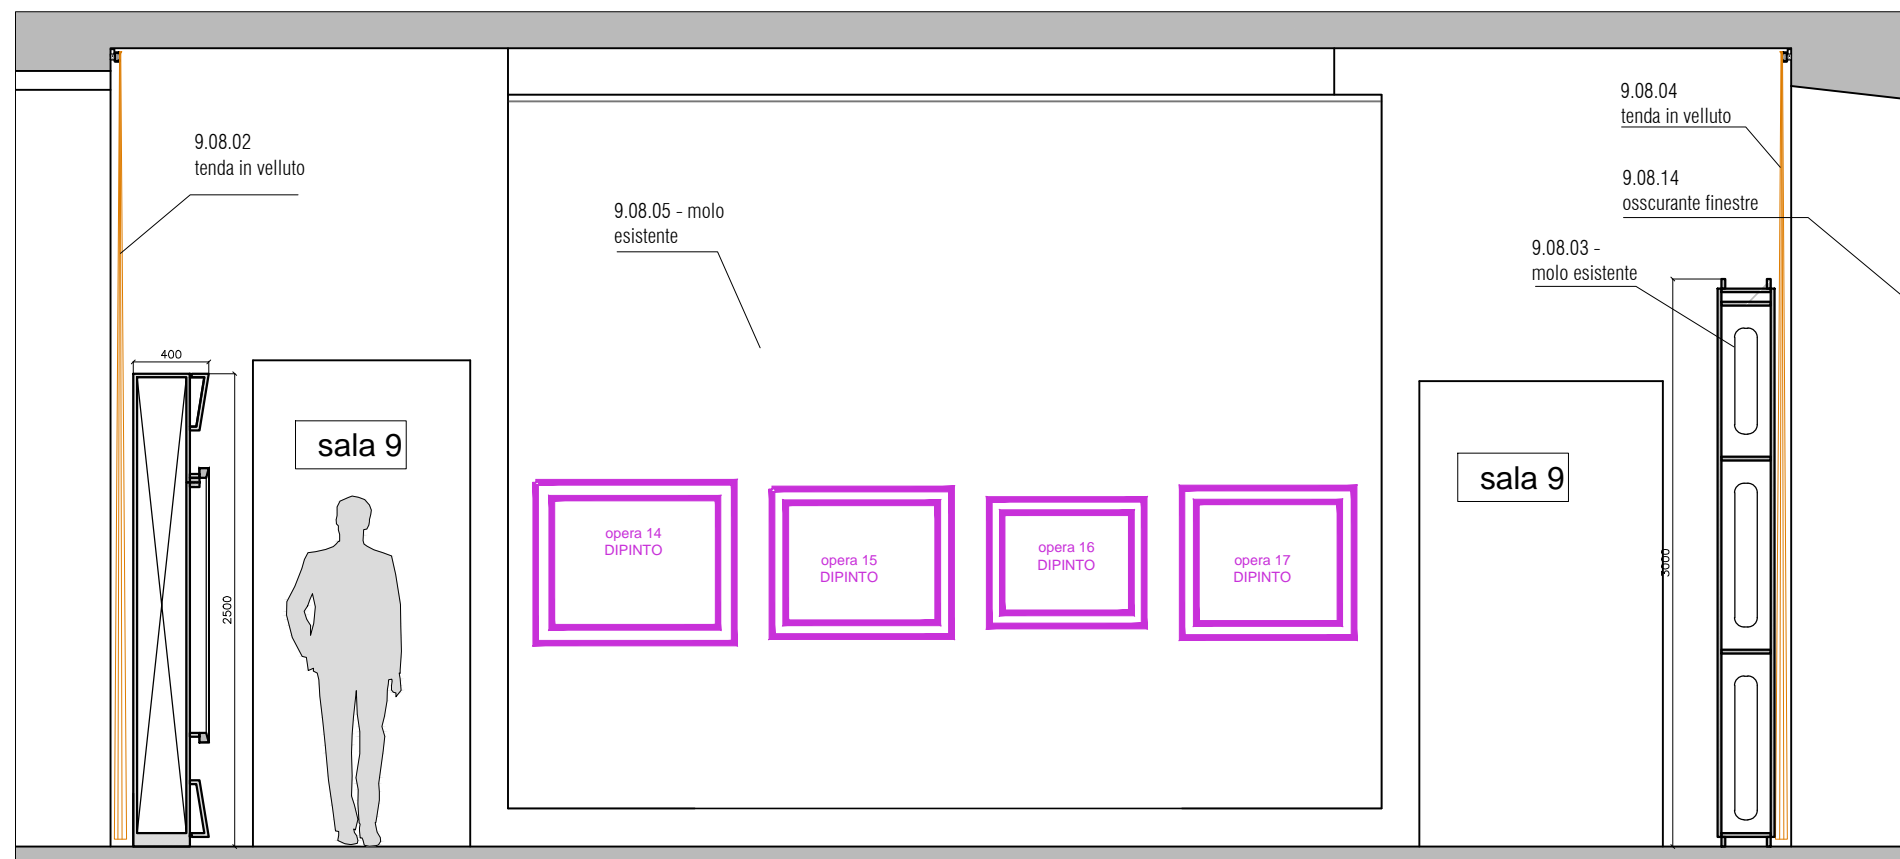 9.08.02
tenda in velluto
9.08.05 - molo
esistente
9.08.04
tenda in velluto
9.08.14
osscurante finestre
9.08.03 -
molo esistente
400
2500
sala 9
opera 14
DIPINTO
opera 15
DIPINTO
opera 16
DIPINTO
opera 17
DIPINTO
sala 9
3000